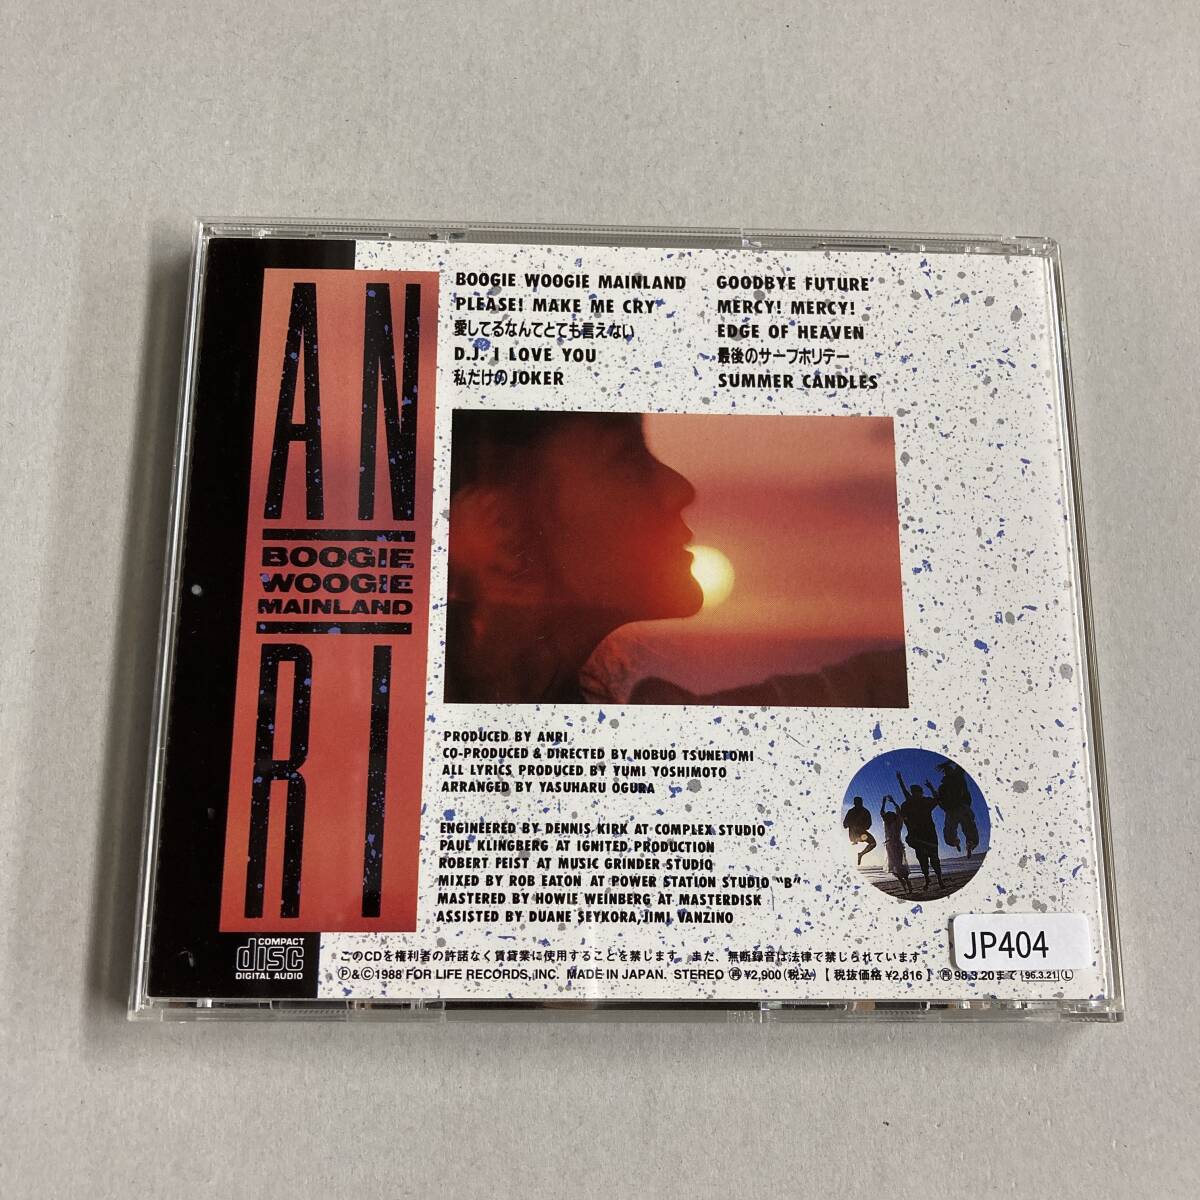 AN
BOOGIE
WOOGIE
MAINLAND
RI
BOOGIE WOOGIE MAINLAND
PLEASE! MAKE ME CRY
愛してるなんてとても言えない
D.J. I LOVE YOU
私だけのJOKER
GOODBYE FUTURE
MERCY! MERCY!
EDGE OF HEAVEN
最後のサーフホリデー
SUMMER CANDLES
PRODUCED BY ANRI
CO-PRODUCED & DIRECTED BY NOBUO TSUNETOMI
ALL LYRICS PRODUCED BY YUMI YOSHIMOTO
ARRANGED BY YASUHARU OGURA
ENGINEERED BY DENNIS KIRK AT COMPLEX STUDIO
PAUL KLINGBERG AT IGNITED PRODUCTION
ROBERT FEIST AT MUSIC GRINDER STUDIO
MIXED BY ROB EATON AT POWER STATION STUDIO "B"
MASTERED BY HOWIE WEINBERG AT MASTERDISK
ASSISTED BY DUANE SEYKORA, JIMI VANZINO
JP404
COMPACT
disc
DIGITAL AUDIO
このCDを権利者の許諾なく賃貸業に使用することを禁じます。また、無断録音は法律で禁じられています。
Ⓟ&©1988 FOR LIFE RECORDS, INC. MADE IN JAPAN. STEREO ㊑¥2,900(税込)【税抜価格 ¥2,816】㊑98.3.20まで 96.3.21 Ⓛ